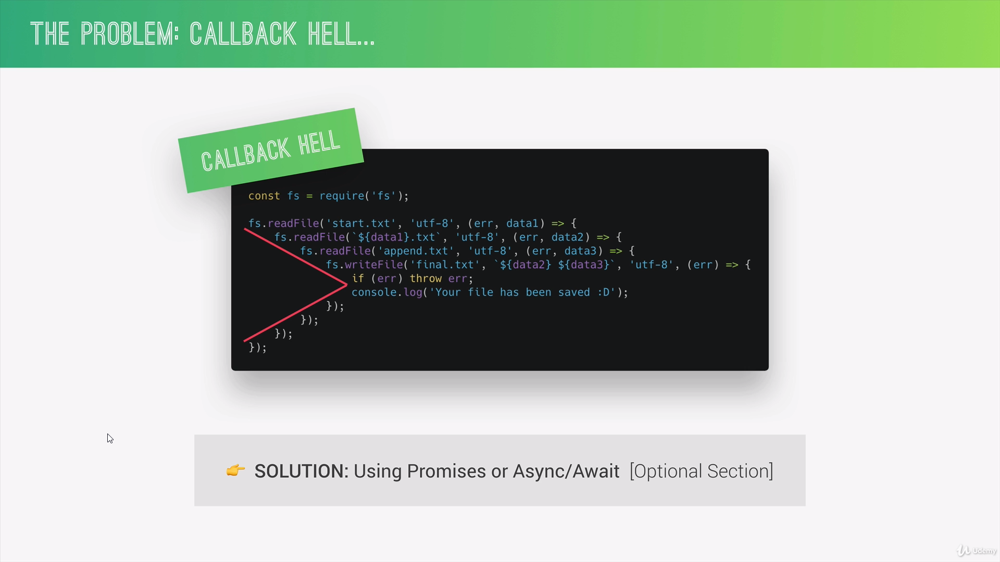 THE PROBLEM: CALLBACK HELL...
CALLBACK HELL
const fs = require('fs');
fs.readFile('start.txt', 'utf-8', (err, data1) => {
fs.readFile(`${data1}.txt`, 'utf-8', (err, data2) => {
fs.readFile('append.txt', 'utf-8', (err, data3) => {
fs.writeFile('final.txt', `${data2} ${data3}`, 'utf-8', (err) => {
if (err) throw err;
console.log('Your file has been saved :D');
});
});
});
});
👉 SOLUTION: Using Promises or Async/Await [Optional Section]
Udemy